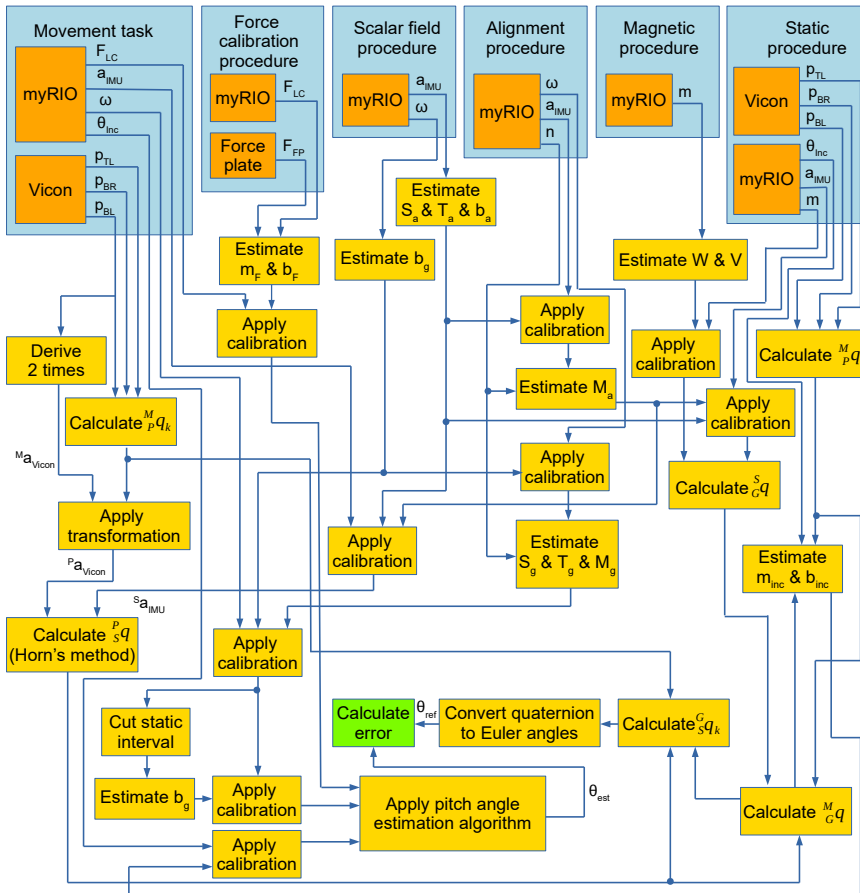 Movement task
myRIO
F_LC
a_IMU
ω
θ_Inc
Vicon
p_TL
p_BR
p_BL
Force
calibration
procedure
myRIO
F_LC
Force
plate
F_FP
Scalar field
procedure
myRIO
a_IMU
ω
Alignment
procedure
myRIO
ω
a_IMU
n
Magnetic
procedure
myRIO
m
Static
procedure
Vicon
p_TL
p_BR
p_BL
myRIO
θ_Inc
a_IMU
m
Estimate
S_a & T_a & b_a
Estimate
m_F & b_F
Estimate b_g
Estimate W & V
Apply
calibration
Apply
calibration
Apply
calibration
Derive
2 times
Calculate ^M_P q
Estimate M_a
Calculate ^M_P q_k
Apply
calibration
^M a_Vicon
Apply
calibration
Calculate ^S_G q
Apply
transformation
Apply
calibration
Estimate
S_g & T_g & M_g
Estimate
m_inc & b_inc
^P a_Vicon
^S a_IMU
Calculate ^P_S q
(Horn's method)
Apply
calibration
Cut static
interval
Calculate
error
θ_ref
Convert quaternion
to Euler angles
Calculate ^G_S q_k
Estimate b_g
Apply
calibration
Apply pitch angle
estimation algorithm
θ_est
Calculate ^M_G q
Apply
calibration